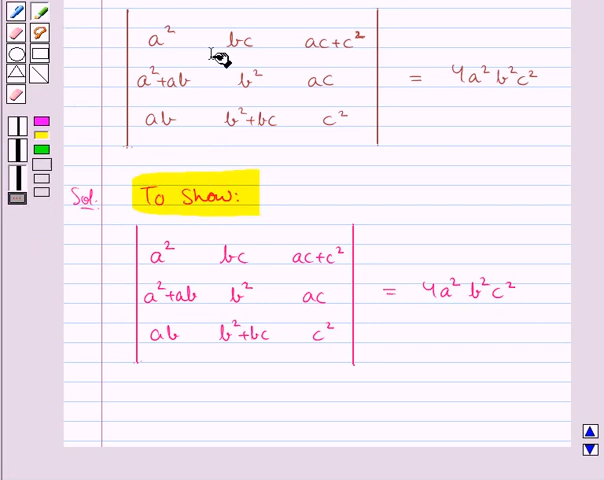 a² bc ac+c²
a²+ab b² ac = 4a²b²c²
ab b²+bc c²
Sol. To Show:
a² bc ac+c²
a²+ab b² ac = 4a²b²c²
ab b²+bc c²